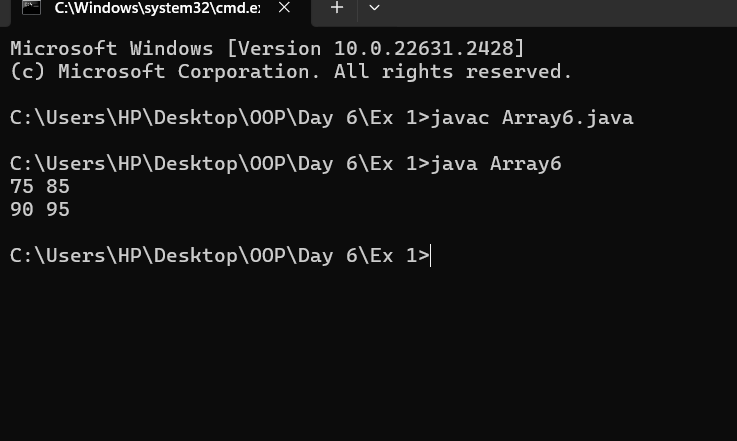 C:\Windows\system32\cmd.e:
Microsoft Windows [Version 10.0.22631.2428]
(c) Microsoft Corporation. All rights reserved.
C:\Users\HP\Desktop\OOP\Day 6\Ex 1>javac Array6.java
C:\Users\HP\Desktop\OOP\Day 6\Ex 1>java Array6
75 85
90 95
C:\Users\HP\Desktop\OOP\Day 6\Ex 1>